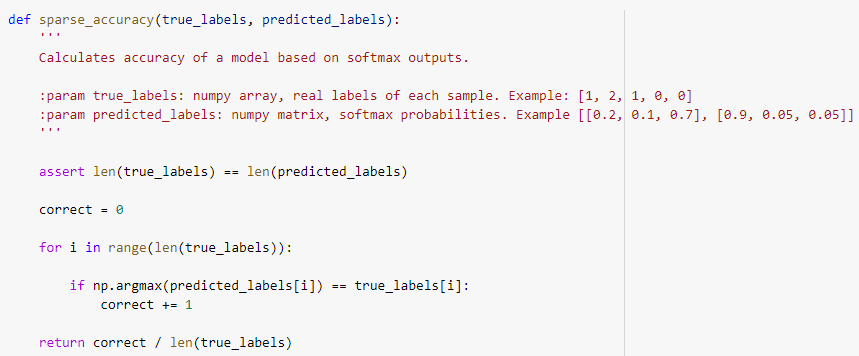 def sparse_accuracy(true_labels, predicted_labels):
    '''
    Calculates accuracy of a model based on softmax outputs.

    :param true_labels: numpy array, real labels of each sample. Example: [1, 2, 1, 0, 0]
    :param predicted_labels: numpy matrix, softmax probabilities. Example [[0.2, 0.1, 0.7], [0.9, 0.05, 0.05]]
    '''

    assert len(true_labels) == len(predicted_labels)

    correct = 0

    for i in range(len(true_labels)):

        if np.argmax(predicted_labels[i]) == true_labels[i]:
            correct += 1

    return correct / len(true_labels)